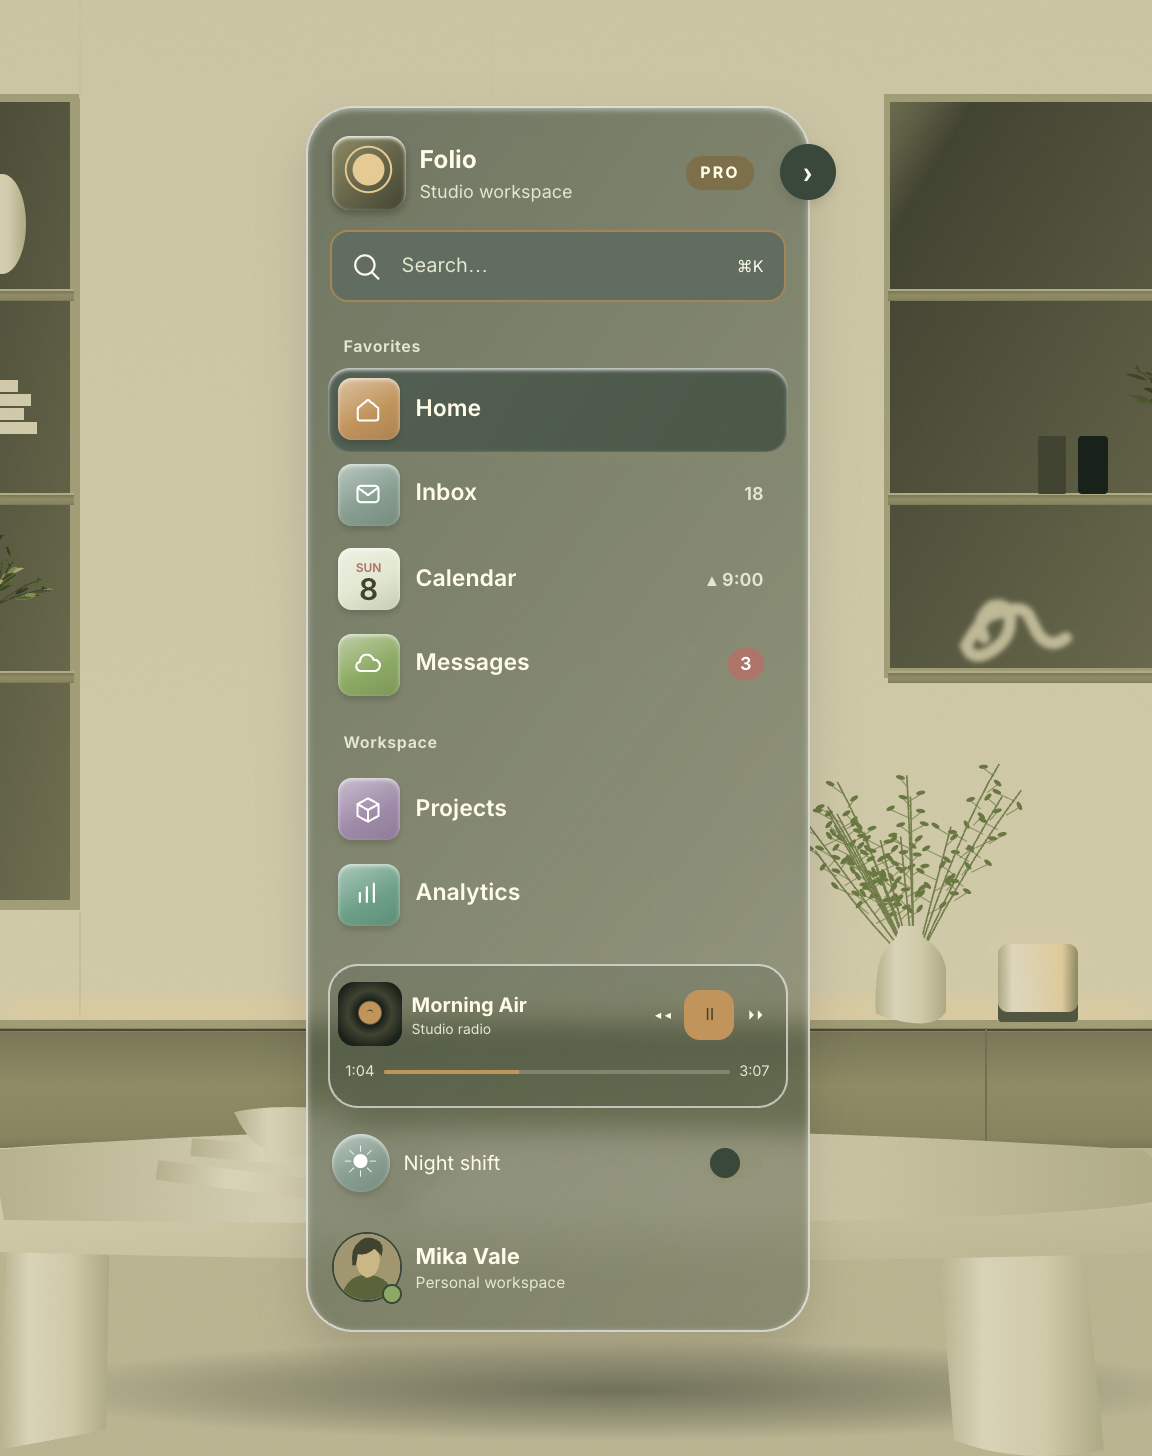 Folio
Studio workspace
PRO
›
Search...
⌘K
Favorites
Home
Inbox
18
SUN
8
Calendar
▲ 9:00
Messages
3
Workspace
Projects
Analytics
Morning Air
Studio radio
1:04
3:07
Night shift
Mika Vale
Personal workspace